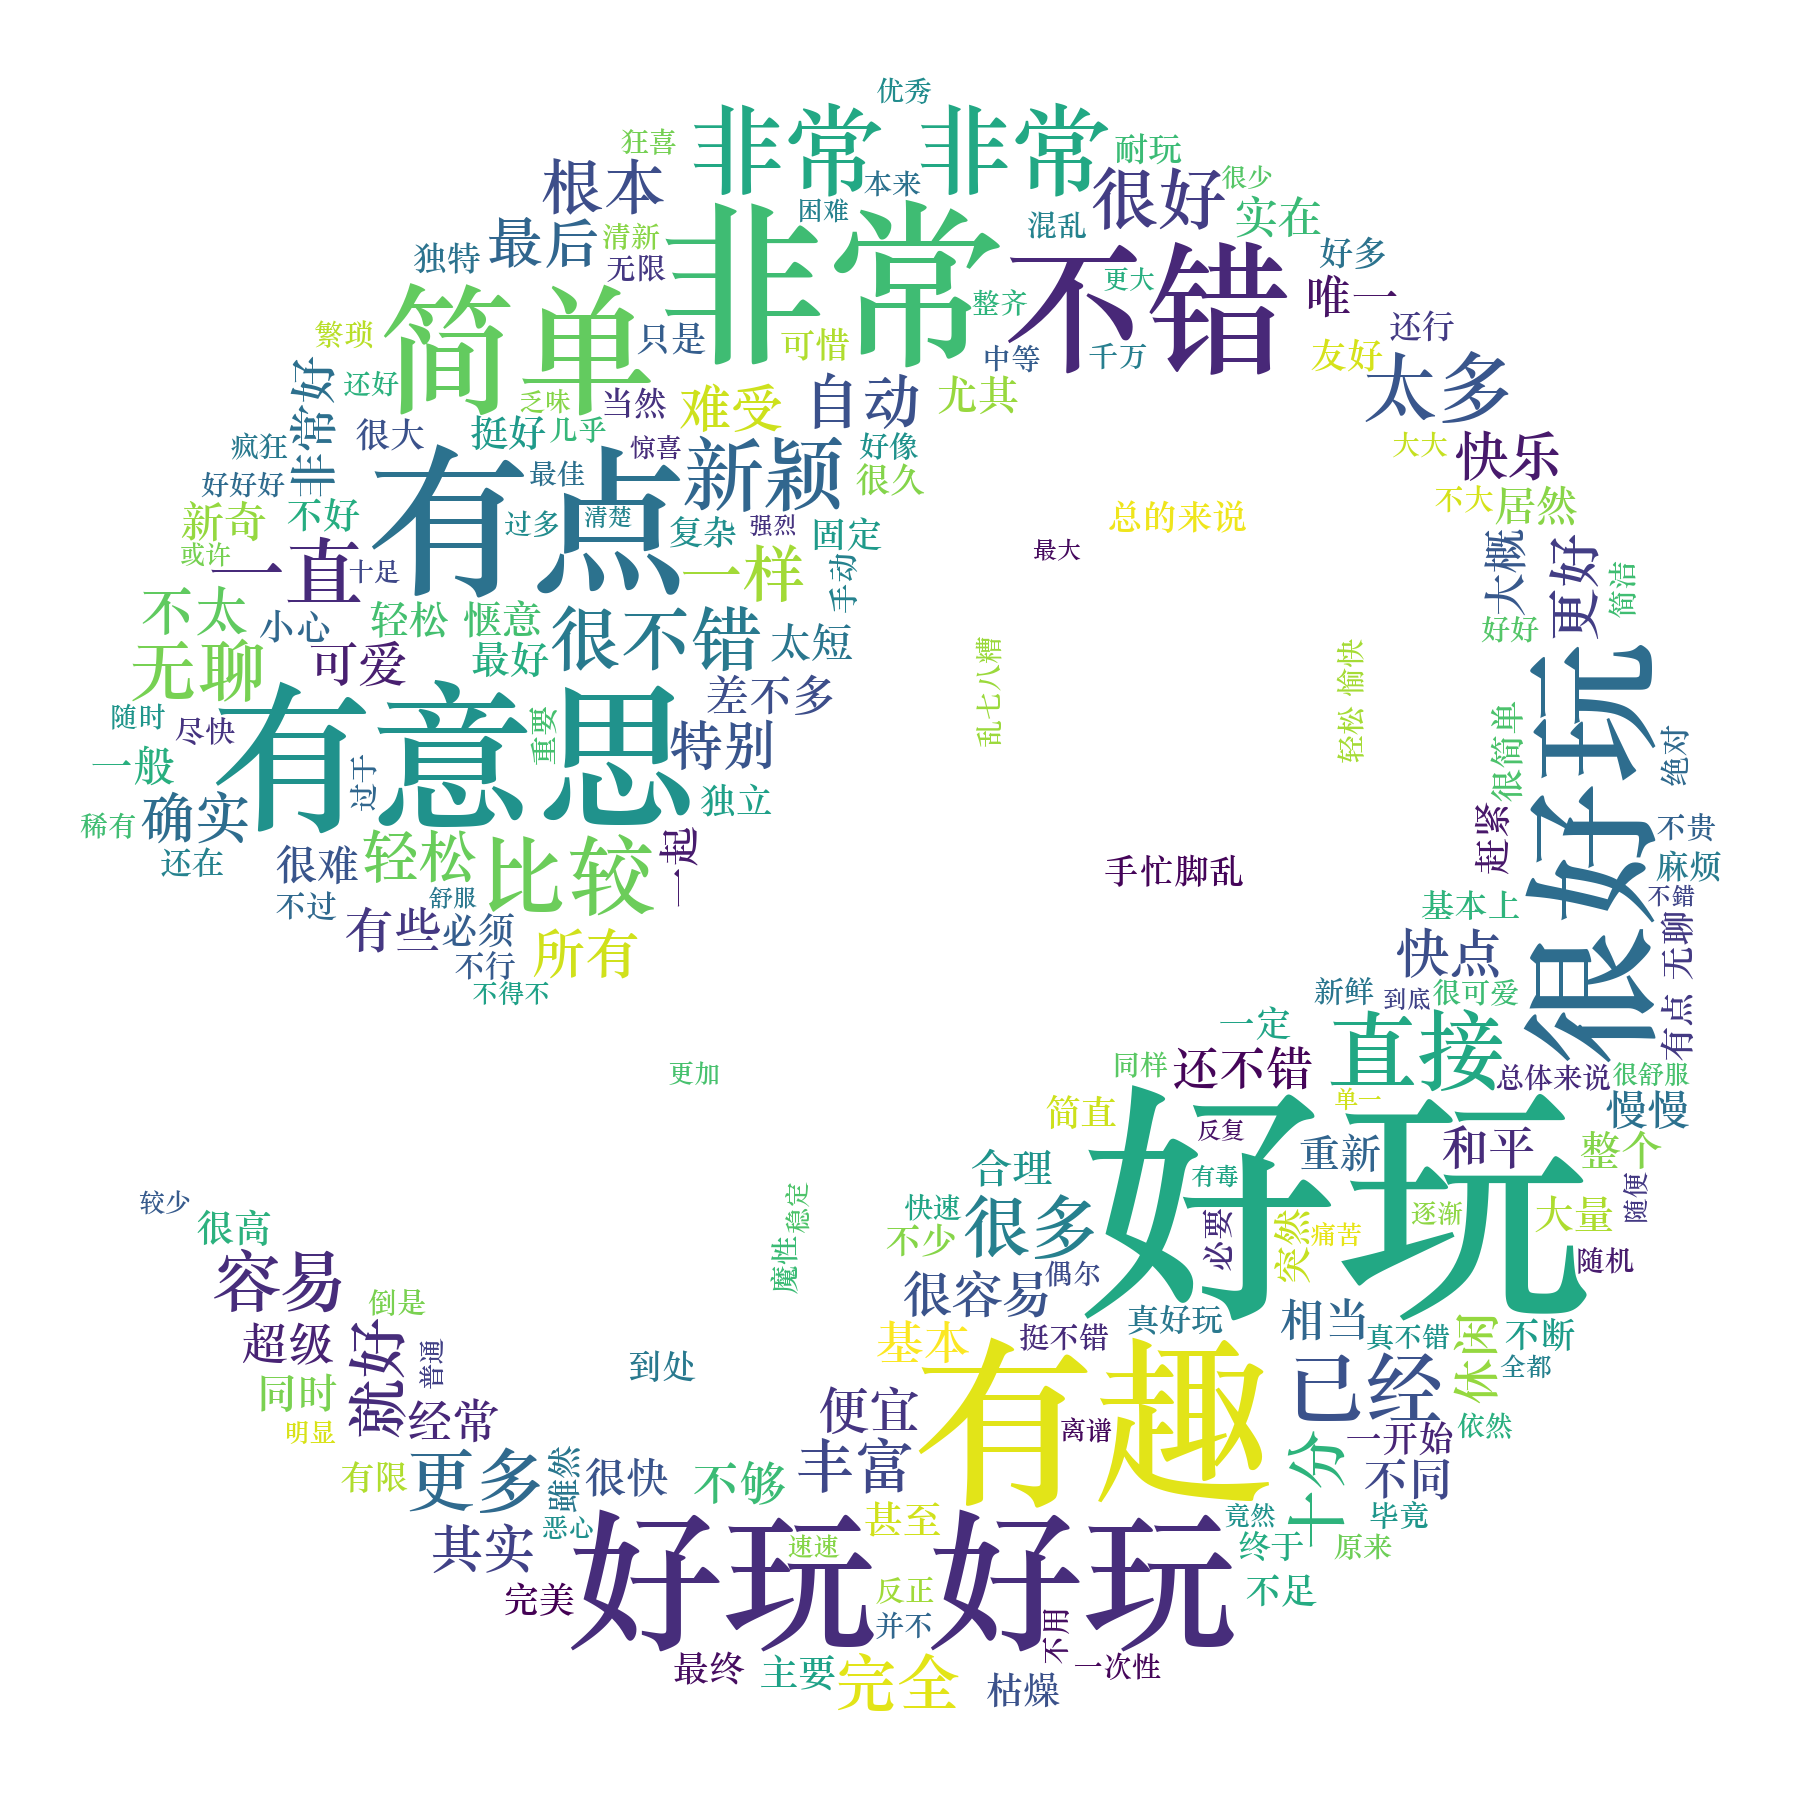 优秀
非常 非常
狂喜
耐玩
根本
本来
很好
很少
困难
混乱
实在
最后
独特
清新
无限
非常
不错
更大
好多
唯一
整齐
还行
简单
繁琐
只是
可惜
中等
千万
友好
太多
还好
非常好
乏味
当然
难受
自动
尤其
很大
挺好
几乎
惊喜
好像
大大
快乐
疯狂
有点
最佳
新颖
很久
好好好
不大
居然
总的来说
新奇
不好
过多
清楚
复杂
强烈
固定
最大
大概
更好
或许
一直
十足
一样
手动
简洁
不太
小心
轻松 惬意
很不错
太短
好好
无聊
可爱
最好
乱七八糟
轻松 愉快
很好玩
随时
尽快
有意思
重要
差不多
特别
很简单
绝对
一般
过于
独立
稀有
确实
不贵
还在
很难
轻松
比较
一起
手忙脚乱
赶紧
麻烦
舒服
不过
有些
必须
所有
基本上
不錯
不行
快点
有点 无聊
不得不
新鲜
到底
很可爱
一定
直接
更加
同样
还不错
总体来说
很舒服
简直
单一
慢慢
好玩
反复
重新
和平
整个
合理
有毒
较少
很高
稳定
快速
很多
不少
必要
突然
痛苦
逐渐
大量
随便
容易
魔性
很容易
偶尔
随机
倒是
超级
就好
普通
到处
基本
挺不错
真好玩
相当
真不错
休闲
不断
全都
同时
经常
便宜
有趣
已经
明显
离谱
一开始
依然
有限
更多
雖然
很快
不够
丰富
十分
不同
其实
恶心
甚至
竟然
毕竟
好玩 好玩
速速
终于
原来
完美
反正
不足
并不
不用
最终
主要
完全
枯燥
一次性